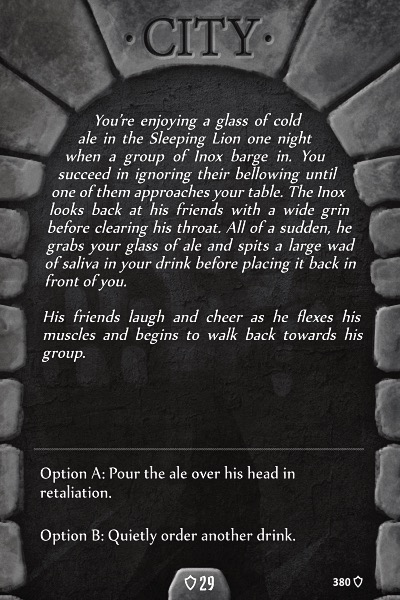 ·CITY·
You're enjoying a glass of cold
ale in the Sleeping Lion one night
when a group of Inox barge in. You
succeed in ignoring their bellowing until
one of them approaches your table. The Inox
looks back at his friends with a wide grin
before clearing his throat. All of a sudden, he
grabs your glass of ale and spits a large wad
of saliva in your drink before placing it back in
front of you.
His friends laugh and cheer as he flexes his
muscles and begins to walk back towards his
group.
Option A: Pour the ale over his head in
retaliation.
Option B: Quietly order another drink.
29
380